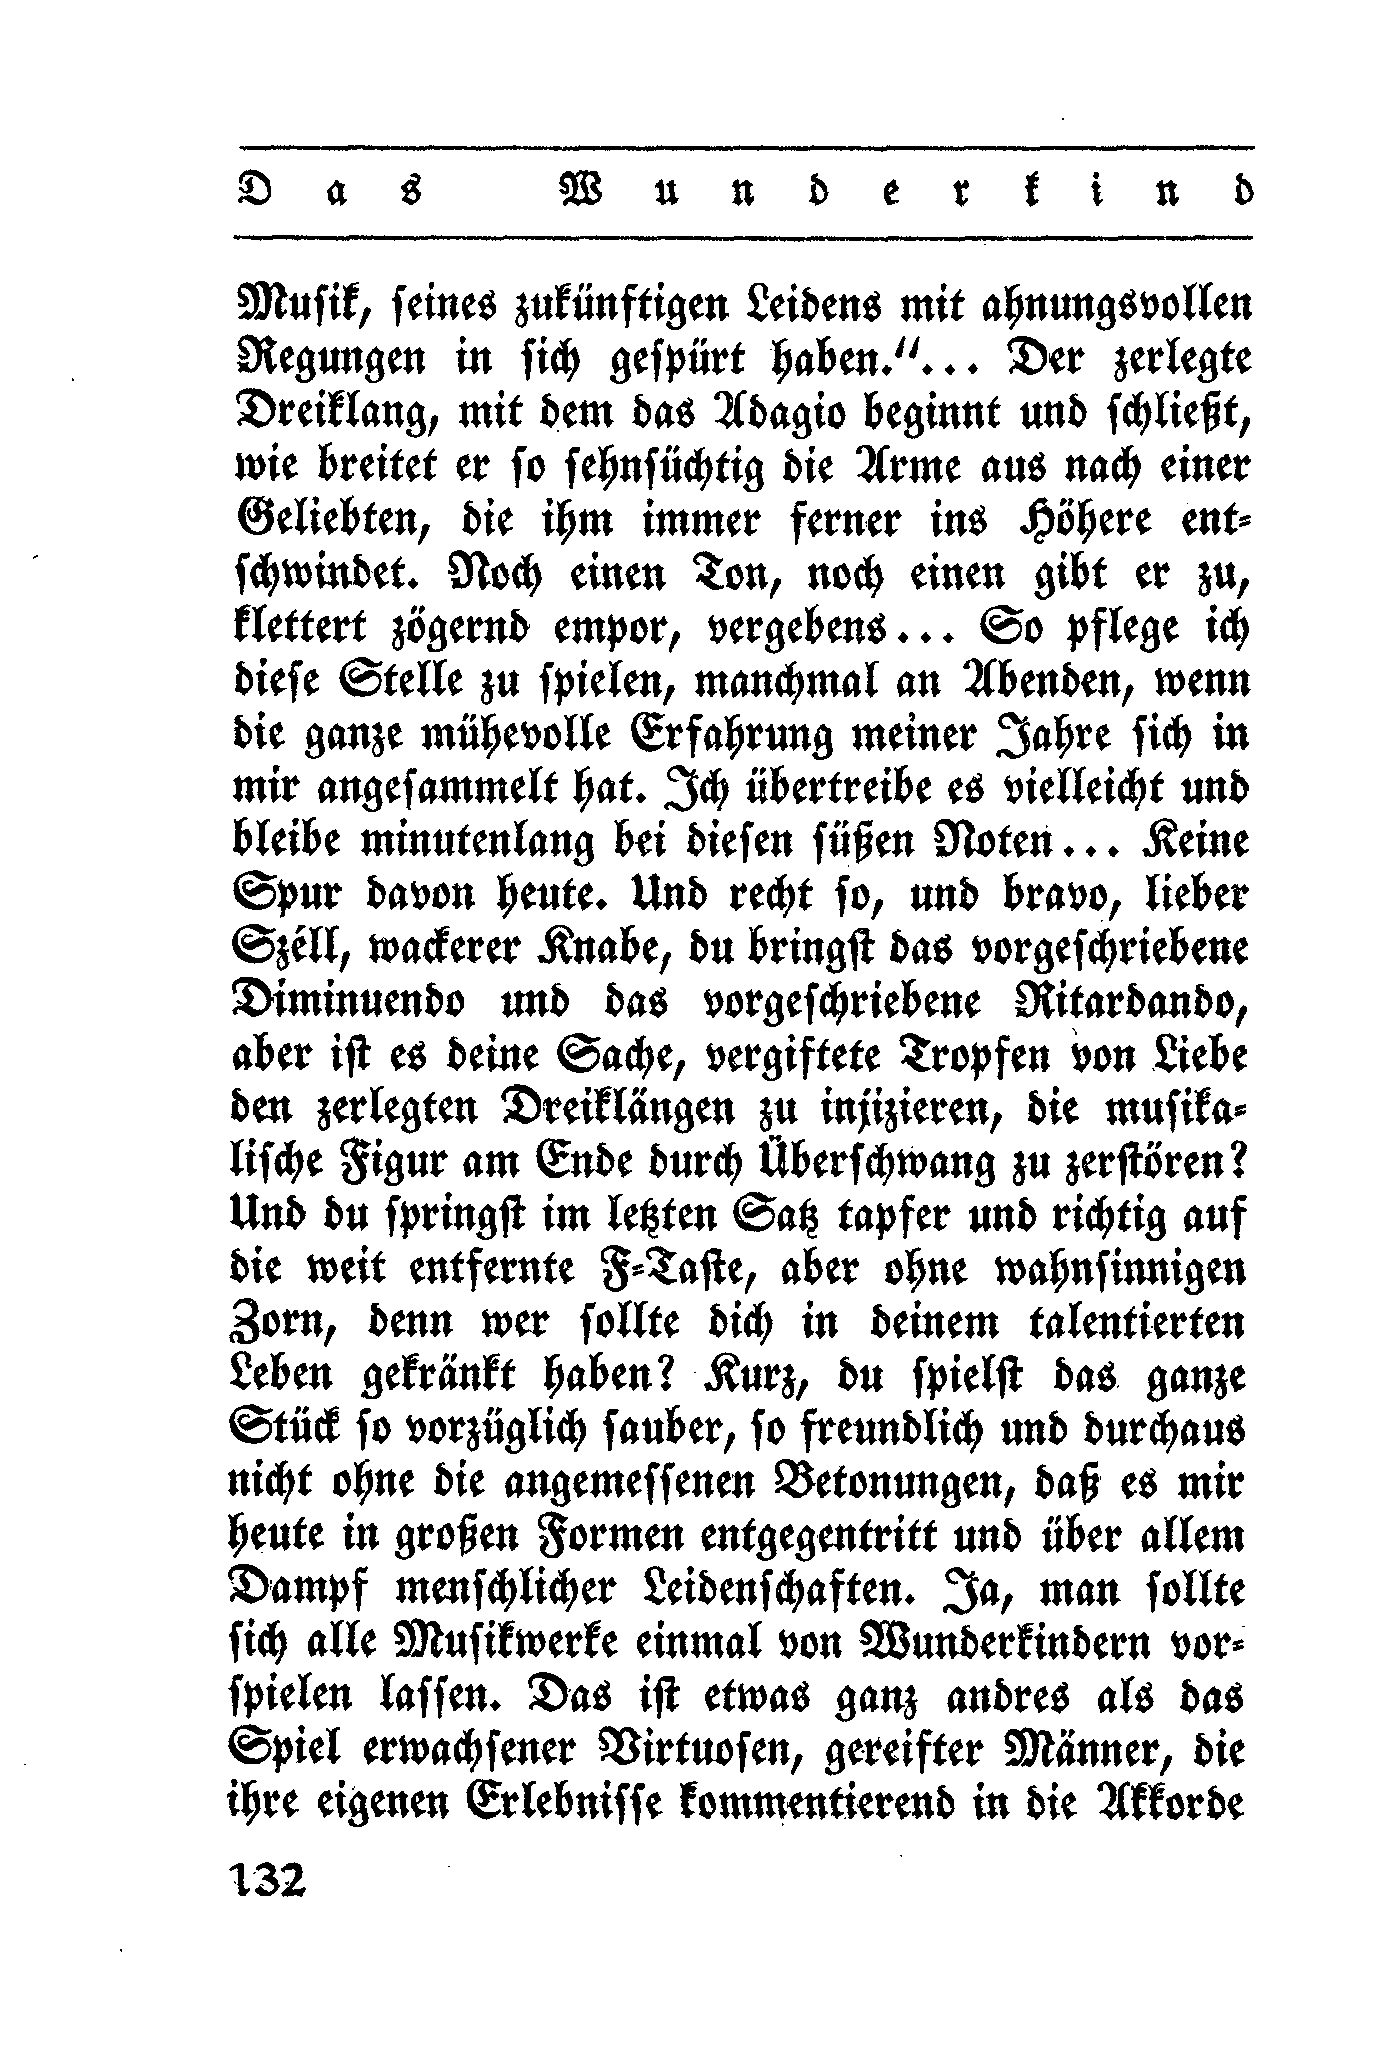 Das Wunderkind
Musik, seines zukünftigen Leidens mit ahnungsvollen
Regungen in sich gespürt haben.“... Der zerlegte
Dreiklang, mit dem das Adagio beginnt und schließt,
wie breitet er so sehnsüchtig die Arme aus nach einer
Geliebten, die ihm immer ferner ins Höhere ent-
schwindet. Noch einen Ton, noch einen gibt er zu,
klettert zögernd empor, vergebens... So pflege ich
diese Stelle zu spielen, manchmal an Abenden, wenn
die ganze mühevolle Erfahrung meiner Jahre sich in
mir angesammelt hat. Ich übertreibe es vielleicht und
bleibe minutenlang bei diesen süßen Noten... Keine
Spur davon heute. Und recht so, und bravo, lieber
Széll, wackerer Knabe, du bringst das vorgeschriebene
Diminuendo und das vorgeschriebene Ritardando,
aber ist es deine Sache, vergiftete Tropfen von Liebe
den zerlegten Dreiklängen zu injizieren, die musika-
lische Figur am Ende durch Überschwang zu zerstören?
Und du springst im letzten Satz tapfer und richtig auf
die weit entfernte F-Taste, aber ohne wahnsinnigen
Zorn, denn wer sollte dich in deinem talentierten
Leben gekränkt haben? Kurz, du spielst das ganze
Stück so vorzüglich sauber, so freundlich und durchaus
nicht ohne die angemessenen Betonungen, daß es mir
heute in großen Formen entgegentritt und über allem
Dampf menschlicher Leidenschaften. Ja, man sollte
sich alle Musikwerke einmal von Wunderkindern vor-
spielen lassen. Das ist etwas ganz andres als das
Spiel erwachsener Virtuosen, gereifter Männer, die
ihre eigenen Erlebnisse kommentierend in die Akkorde
132